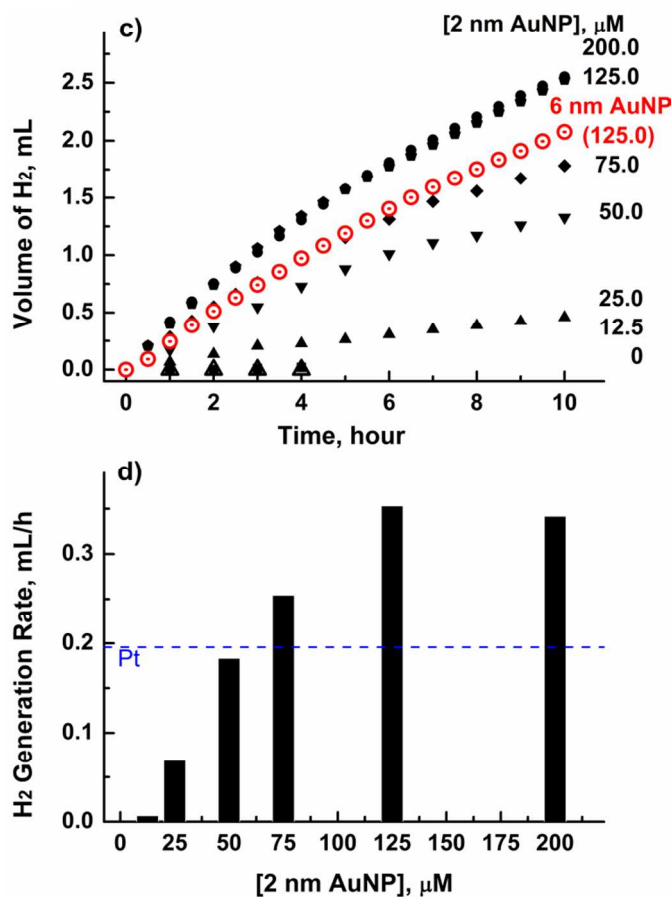 c)
[2 nm AuNP], µM
200.0
125.0
6 nm AuNP
(125.0)
75.0
50.0
25.0
12.5
0
Volume of H2, mL
2.5
2.0
1.5
1.0
0.5
0.0
0 2 4 6 8 10
Time, hour
d)
H2 Generation Rate, mL/h
0.3
0.2
0.1
0.0
Pt
0 25 50 75 100 125 150 175 200
[2 nm AuNP], µM